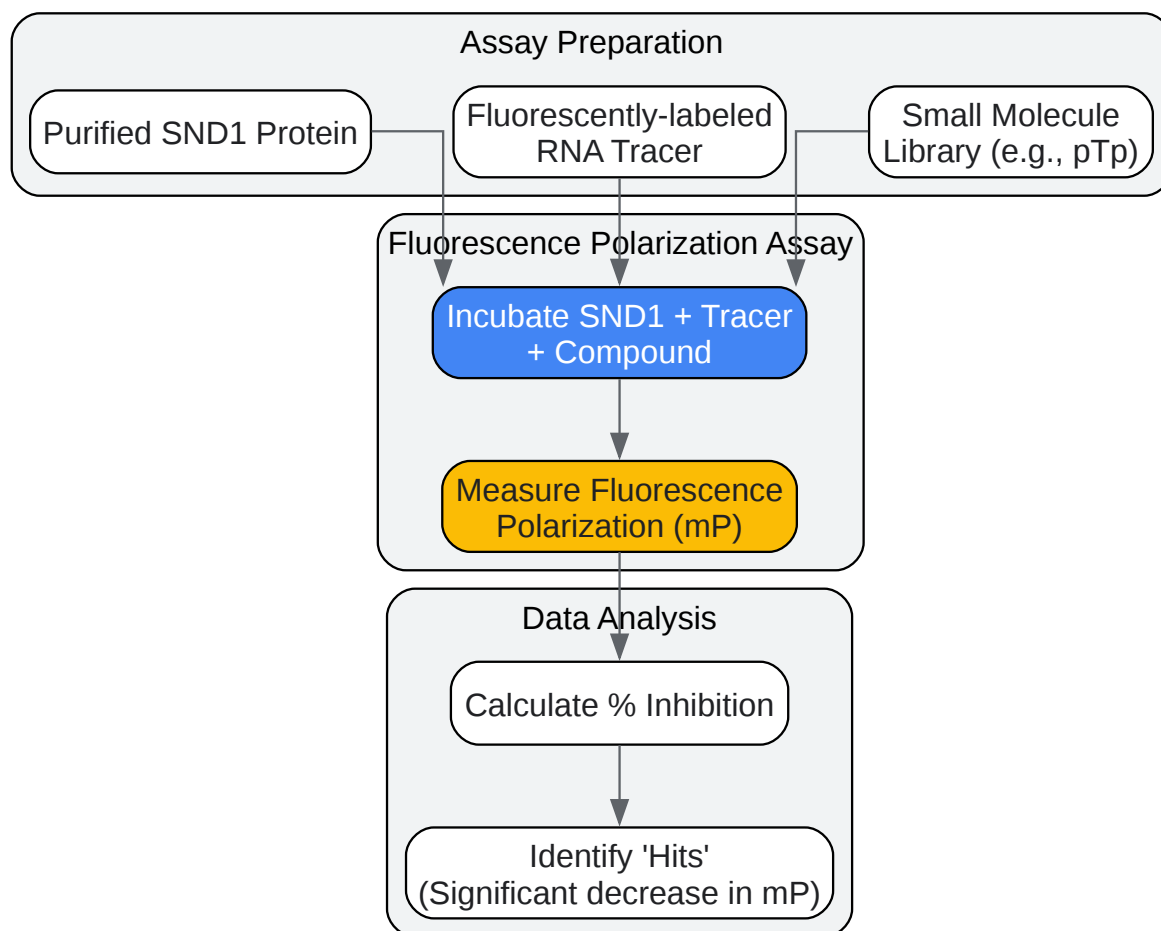 Assay Preparation
Purified SND1 Protein
Fluorescently-labeled
RNA Tracer
Small Molecule
Library (e.g., pTp)
Fluorescence Polarization Assay
Incubate SND1 + Tracer
+ Compound
Measure Fluorescence
Polarization (mP)
Data Analysis
Calculate % Inhibition
Identify 'Hits'
(Significant decrease in mP)